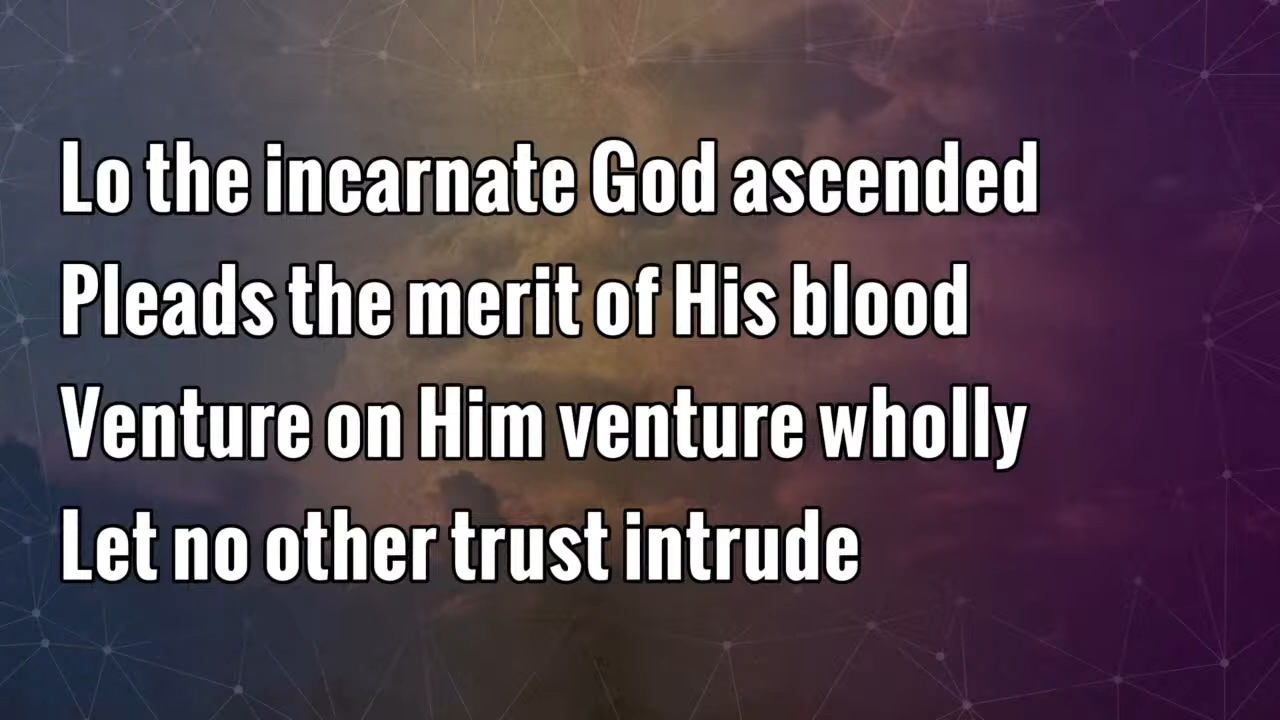 Lo the incarnate God ascended
Pleads the merit of His blood
Venture on Him venture wholly
Let no other trust intrude